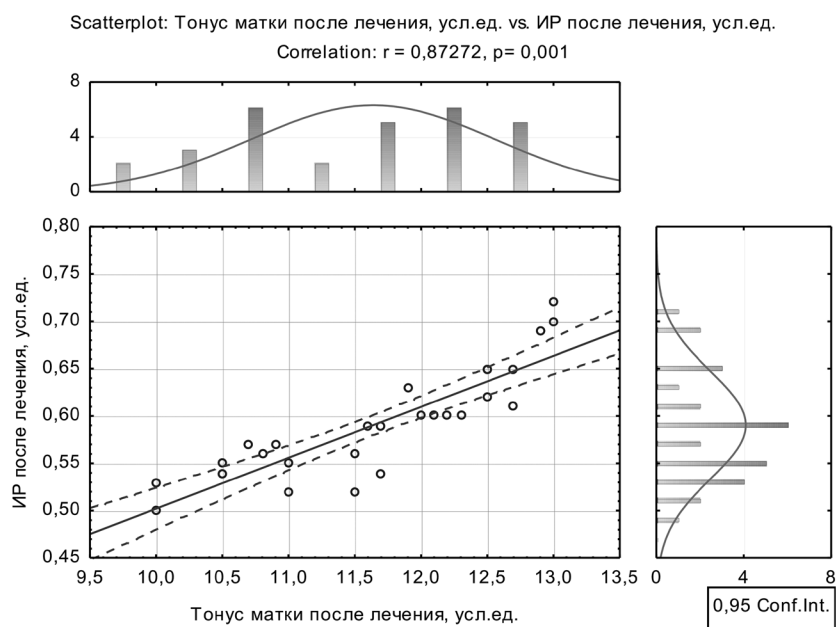 Scatterplot: Тонус матки после лечения, усл.ед. vs. ИР после лечения, усл.ед.
Correlation: r = 0,87272, p= 0,001
8
4
0
0,80
0,75
0,70
0,65
0,60
0,55
0,50
0,45
ИР после лечения, усл.ед.
9,5 10,0 10,5 11,0 11,5 12,0 12,5 13,0 13,5
Тонус матки после лечения, усл.ед.
0 4 8
0,95 Conf.Int.